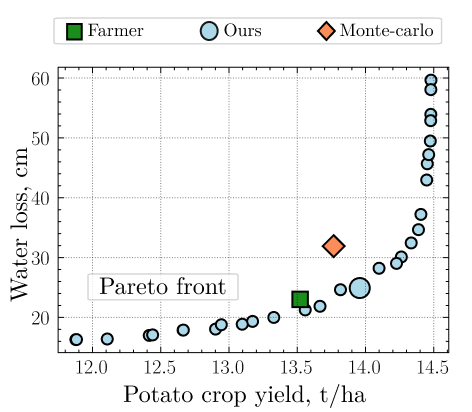 Farmer Ours Monte-carlo
Water loss, cm
60
50
40
30
20
Pareto front
12.0 12.5 13.0 13.5 14.0 14.5
Potato crop yield, t/ha